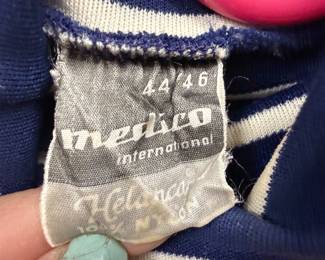 44/46
medico
international
Helanca
100% NYLON